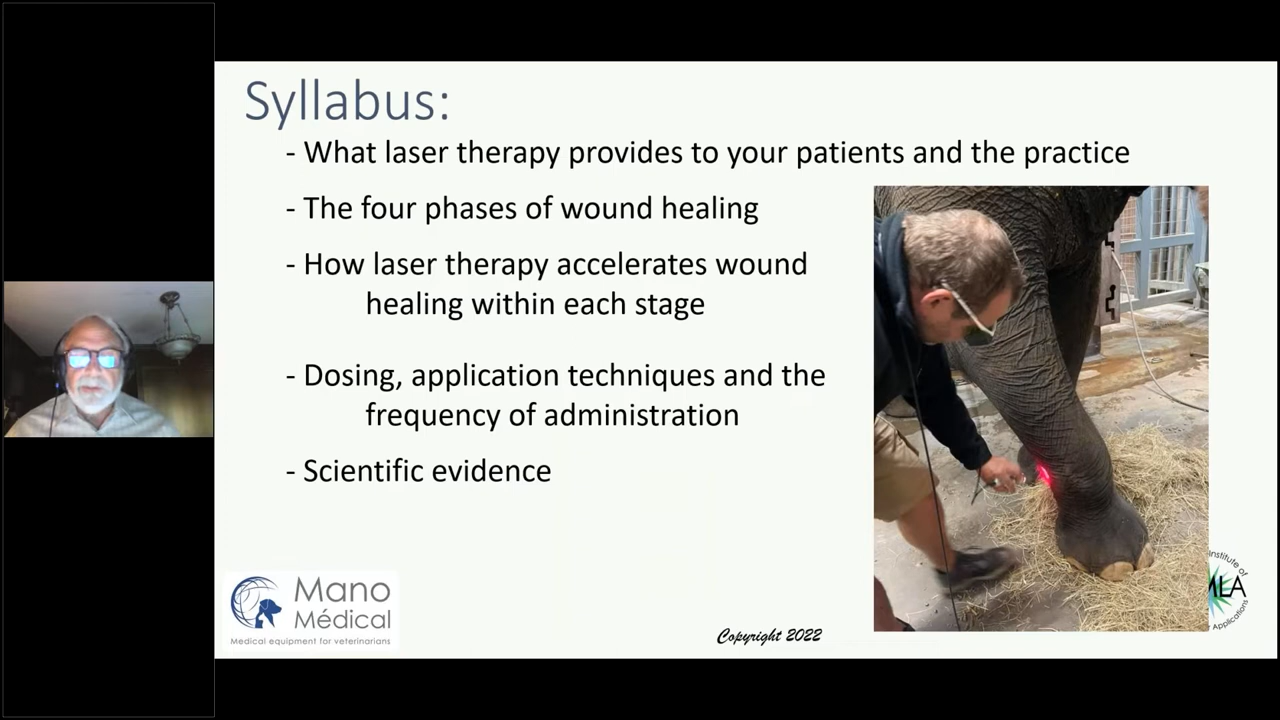 Syllabus:
- What laser therapy provides to your patients and the practice
- The four phases of wound healing
- How laser therapy accelerates wound
healing within each stage
- Dosing, application techniques and the
frequency of administration
- Scientific evidence
Mano
Médical
Medical equipment for veterinarians
Copyright 2022
Institute of
Applications